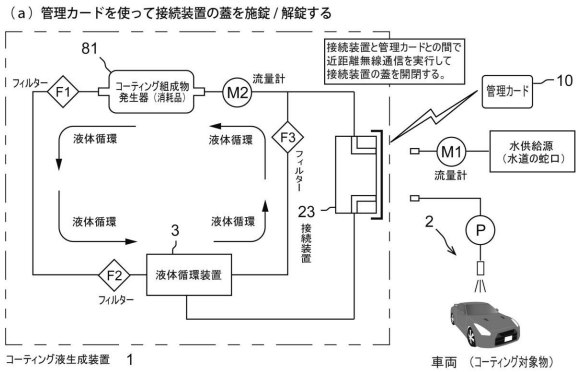 (a) 管理カードを使って接続装置の蓋を施錠/解錠する
81
接続装置と管理カードとの間で
近距離無線通信を実行して
接続装置の蓋を開閉する。
フィルター
F1
コーティング組成物
発生器(消耗品)
M2
流量計
10
管理カード
液体循環
液体循環
F3
フィルター
M1
流量計
水供給源
(水道の蛇口)
液体循環
液体循環
3
23
接続装置
2
P
F2
フィルター
液体循環装置
コーティング液生成装置 1
車両 (コーティング対象物)